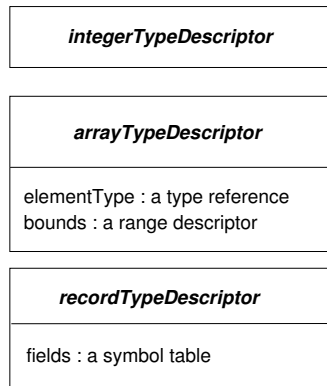 integerTypeDescriptor
arrayTypeDescriptor
elementType : a type reference
bounds : a range descriptor
recordTypeDescriptor
fields : a symbol table